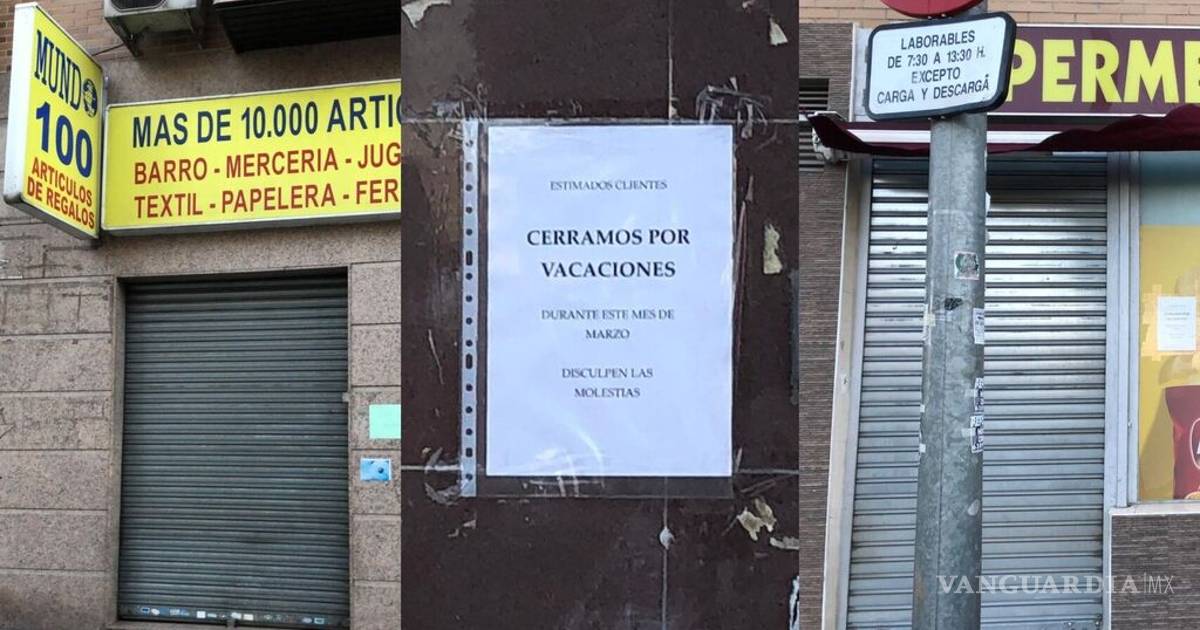 MUNDO
100
ARTICULOS
DE REGALOS
MAS DE 10.000 ARTIC
BARRO - MERCERIA - JUG
TEXTIL - PAPELERA - FER
ESTIMADOS CLIENTES
CERRAMOS POR
VACACIONES
DURANTE ESTE MES DE
MARZO
DISCULPEN LAS
MOLESTIAS
LABORABLES
DE 7:30 A 13:30 H.
EXCEPTO
CARGA Y DESCARGA
PERME
VANGUARDIA|MX